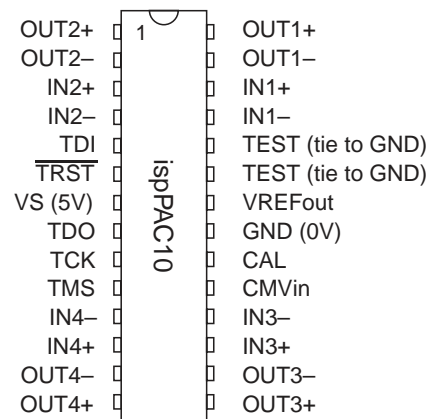 OUT2+ 1 OUT1+
OUT2– OUT1–
IN2+ IN1+
IN2– IN1–
TDI TEST (tie to GND)
TRST TEST (tie to GND)
VS (5V) VREFout
TDO GND (0V)
TCK CAL
TMS CMVin
IN4– IN3–
IN4+ IN3+
OUT4– OUT3–
OUT4+ OUT3+
ispPAC10